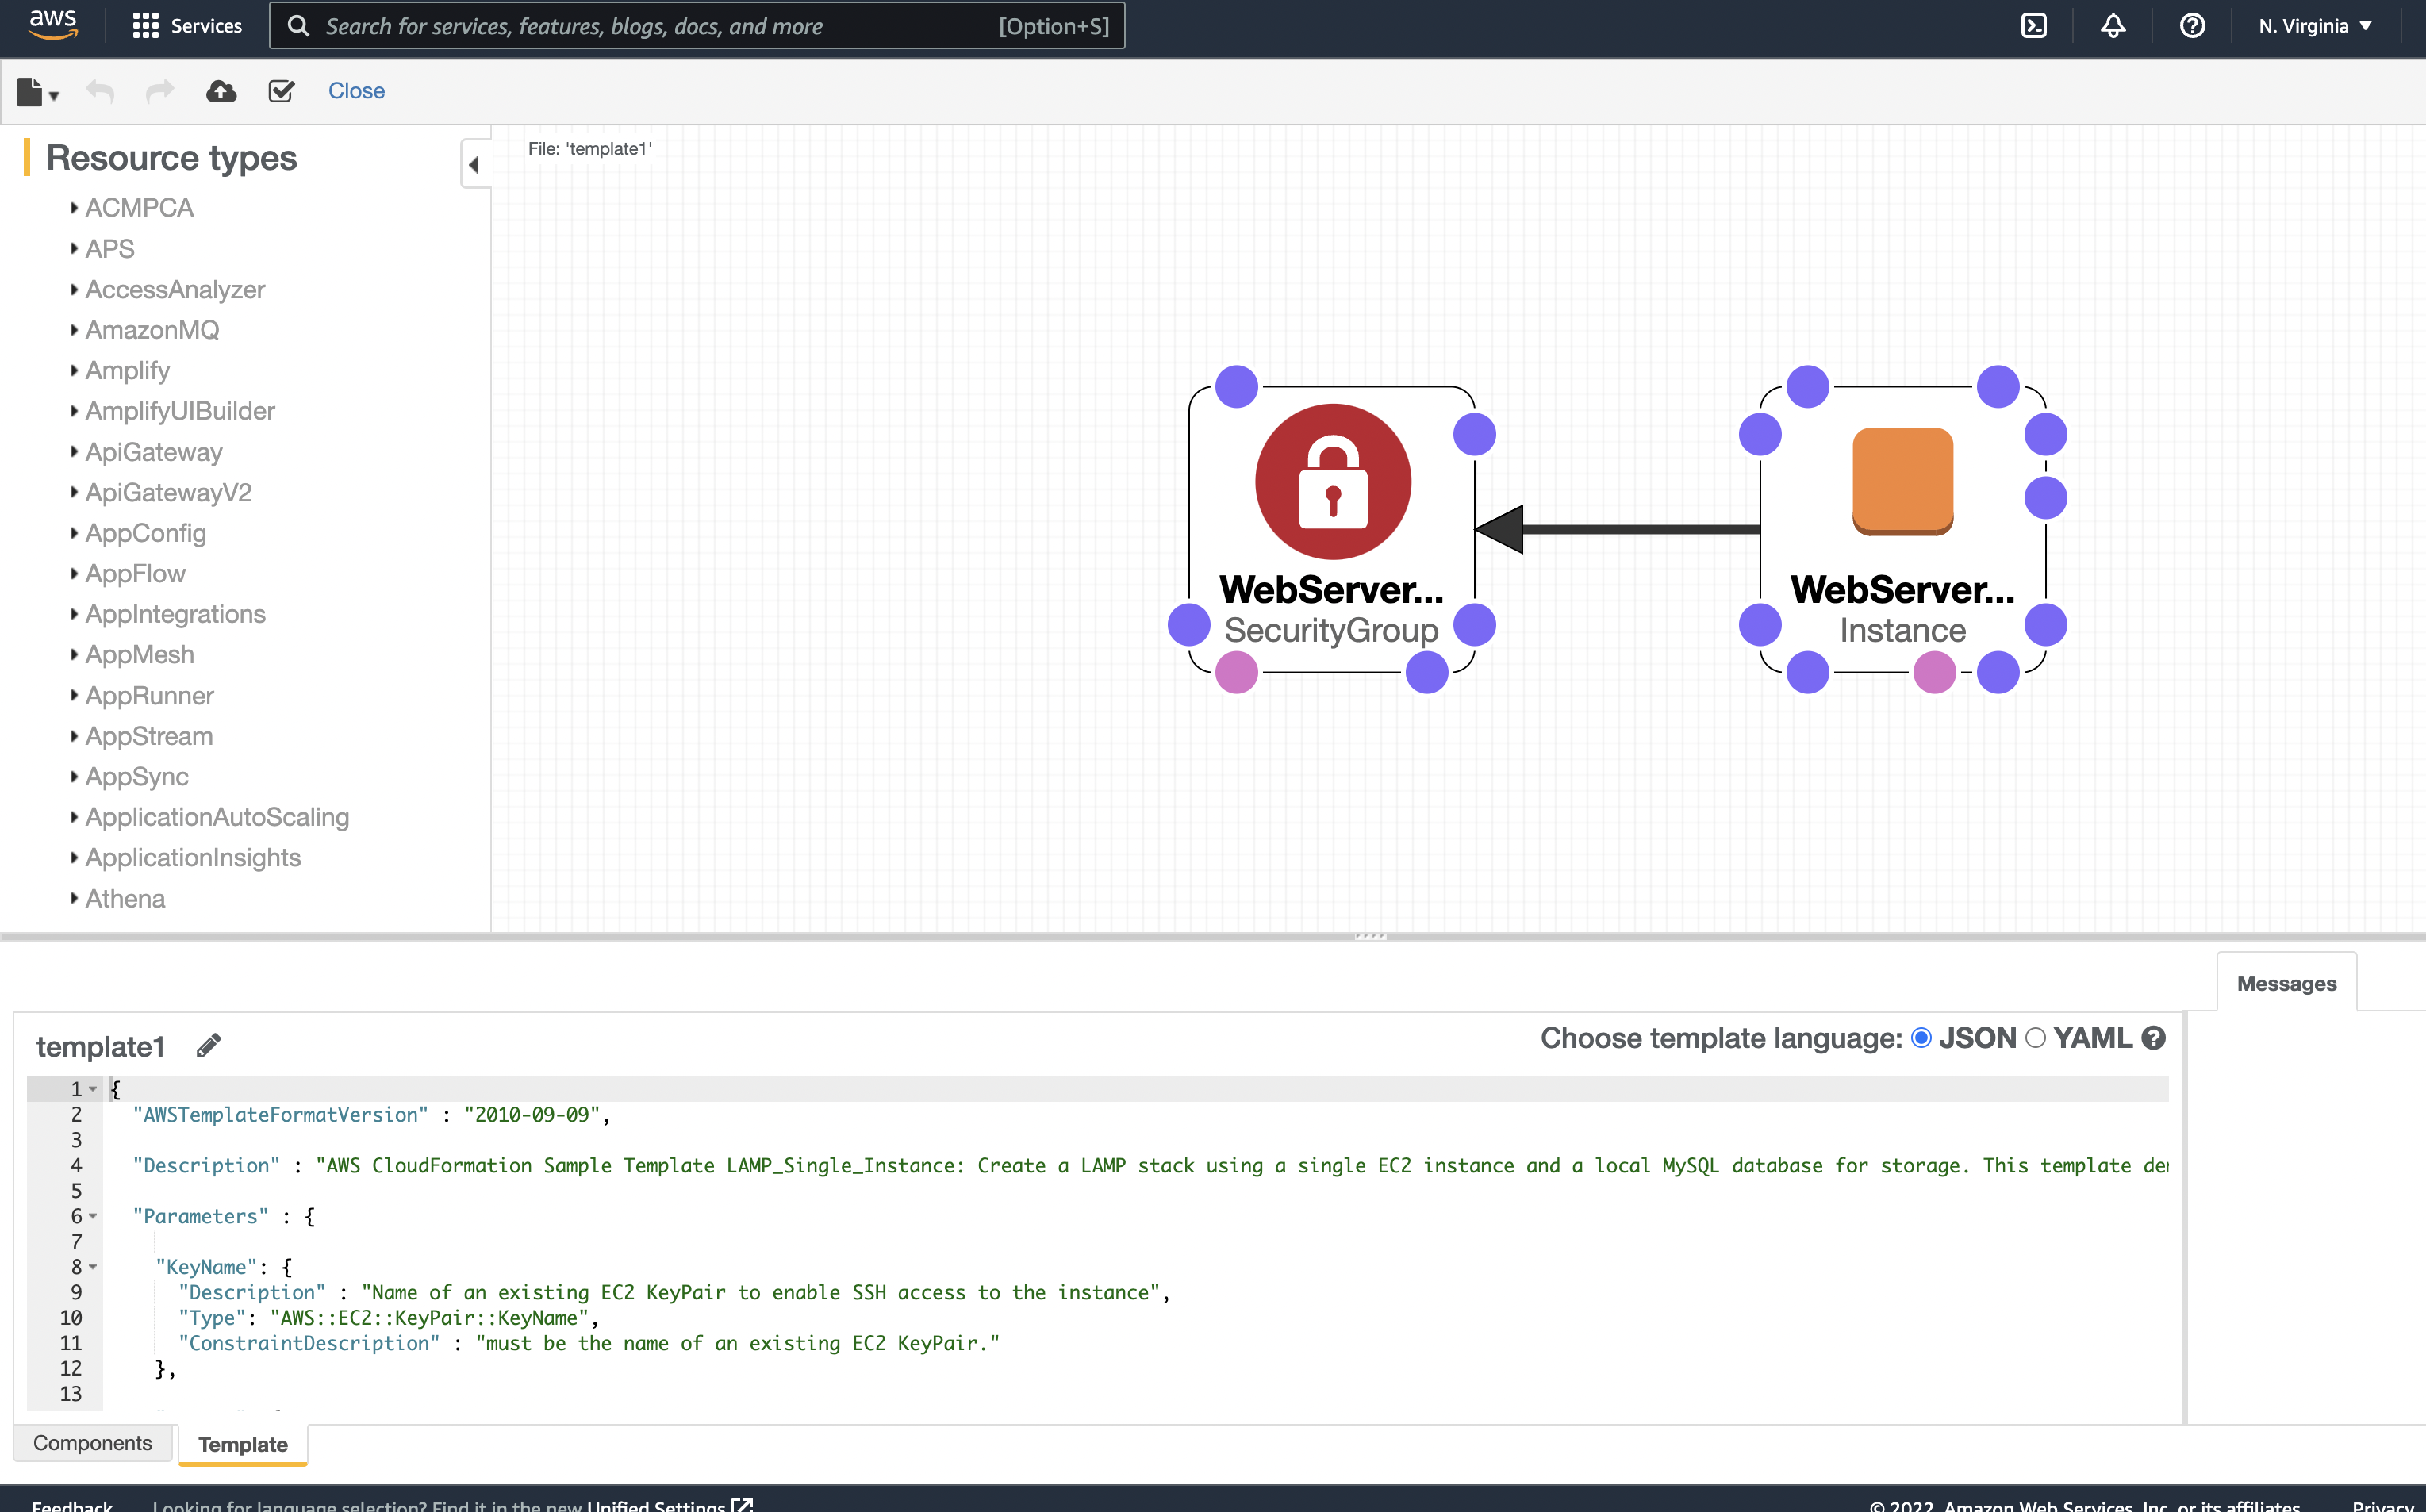 aws
Services
Search for services, features, blogs, docs, and more
[Option+S]
N. Virginia
Close
Resource types
ACMPCA
APS
AccessAnalyzer
AmazonMQ
Amplify
AmplifyUIBuilder
ApiGateway
ApiGatewayV2
AppConfig
AppFlow
AppIntegrations
AppMesh
AppRunner
AppStream
AppSync
ApplicationAutoScaling
ApplicationInsights
Athena
File: 'template1'
WebServer...
SecurityGroup
WebServer...
Instance
Messages
template1
Choose template language: JSON YAML
1 {
2 "AWSTemplateFormatVersion" : "2010-09-09",
3
4 "Description" : "AWS CloudFormation Sample Template LAMP_Single_Instance: Create a LAMP stack using a single EC2 instance and a local MySQL database for storage. This template
5
6 "Parameters" : {
7
8 "KeyName": {
9 "Description" : "Name of an existing EC2 KeyPair to enable SSH access to the instance",
10 "Type": "AWS::EC2::KeyPair::KeyName",
11 "ConstraintDescription" : "must be the name of an existing EC2 KeyPair."
12 },
13
Components
Template
Feedback
Looking for language selection? Find it in the new Unified Settings
© 2022, Amazon Web Services, Inc. or its affiliates.
Privacy